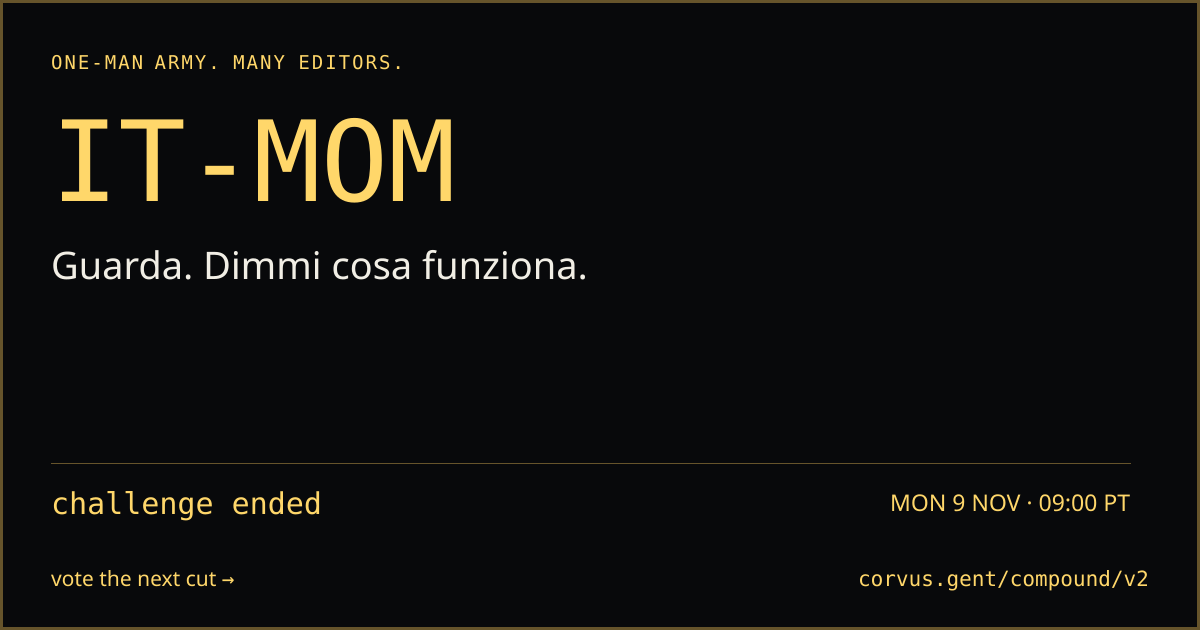 ONE-MAN ARMY. MANY EDITORS.
IT-MOM
Guarda. Dimmi cosa funziona.
challenge ended
MON 9 NOV · 09:00 PT
vote the next cut →
corvus.gent/compound/v2